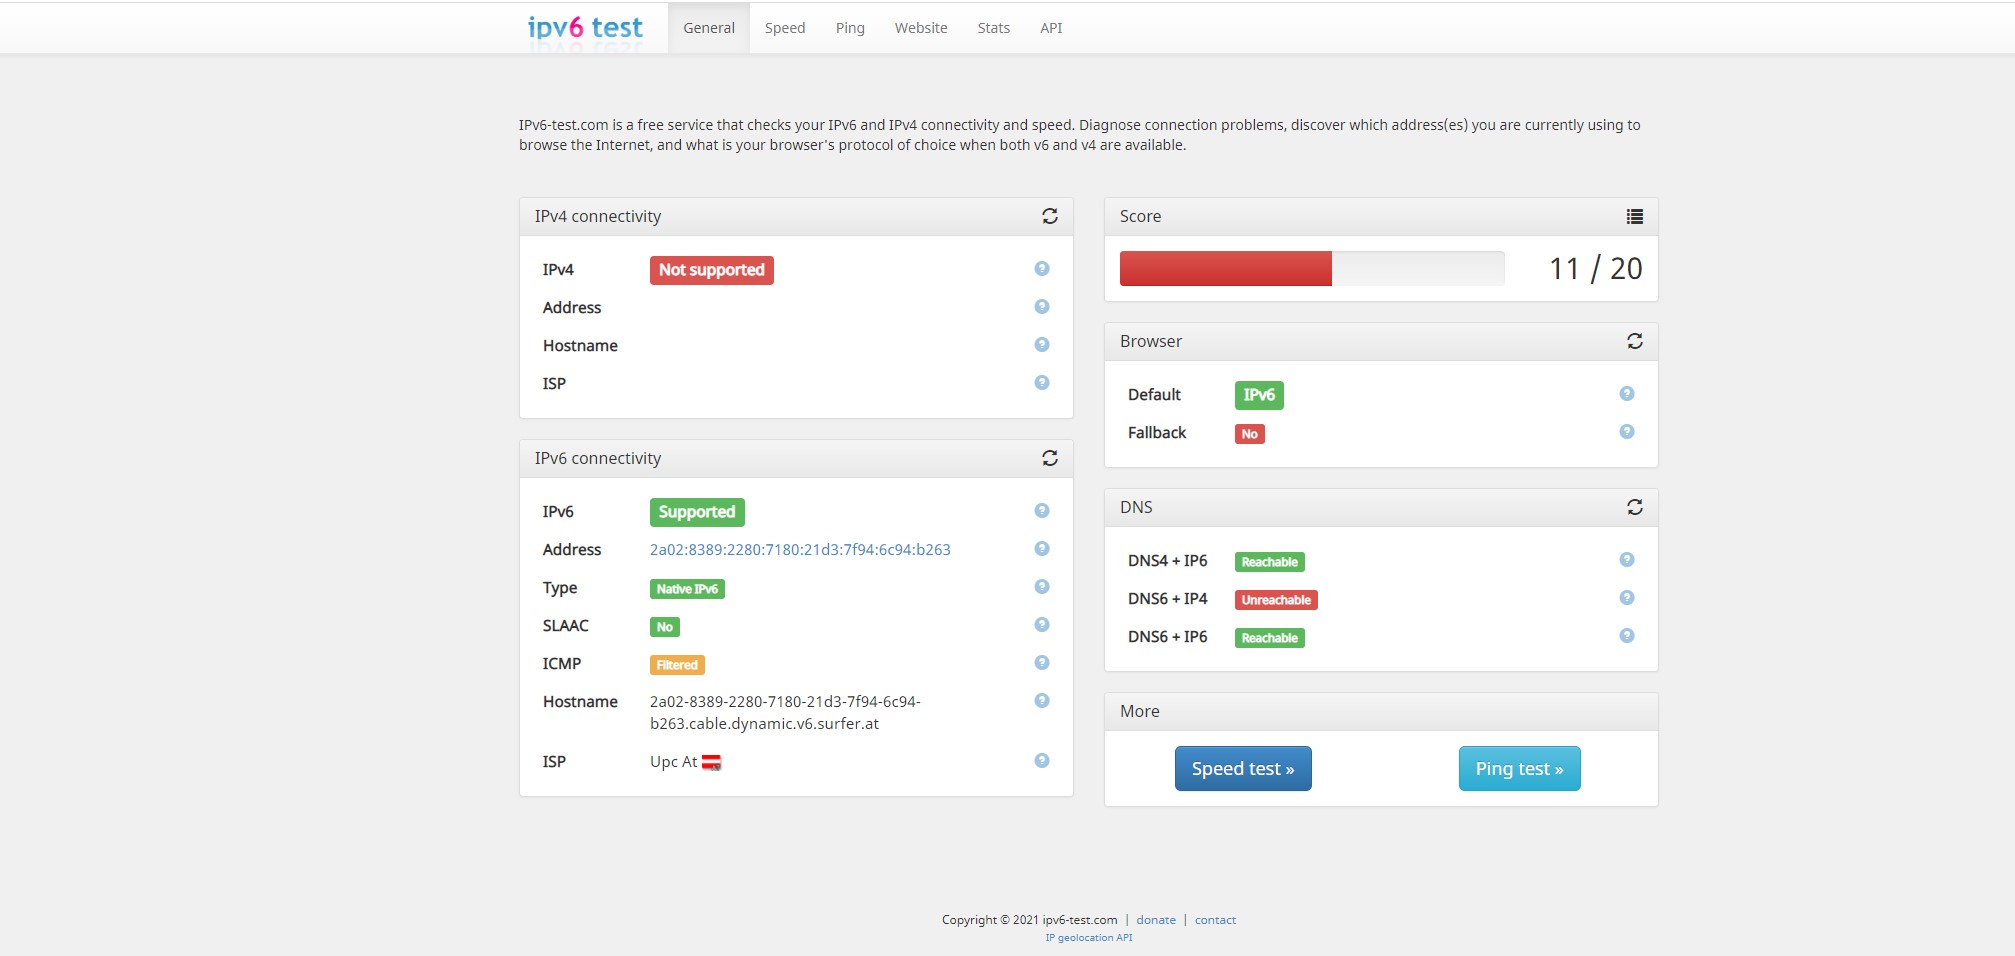 ipv6 test
General Speed Ping Website Stats API
IPv6-test.com is a free service that checks your IPv6 and IPv4 connectivity and speed. Diagnose connection problems, discover which address(es) you are currently using to
browse the Internet, and what is your browser's protocol of choice when both v6 and v4 are available.
IPv4 connectivity
IPv4 Not supported
Address
Hostname
ISP
IPv6 connectivity
IPv6 Supported
Address 2a02:8389:2280:7180:21d3:7f94:6c94:b263
Type Native IPv6
SLAAC No
ICMP Filtered
Hostname 2a02-8389-2280-7180-21d3-7f94-6c94-
b263.cable.dynamic.v6.surfer.at
ISP Upc At
Score
11 / 20
Browser
Default IPv6
Fallback No
DNS
DNS4 + IP6 Reachable
DNS6 + IP4 Unreachable
DNS6 + IP6 Reachable
More
Speed test » Ping test »
Copyright © 2021 ipv6-test.com | donate | contact
IP geolocation API